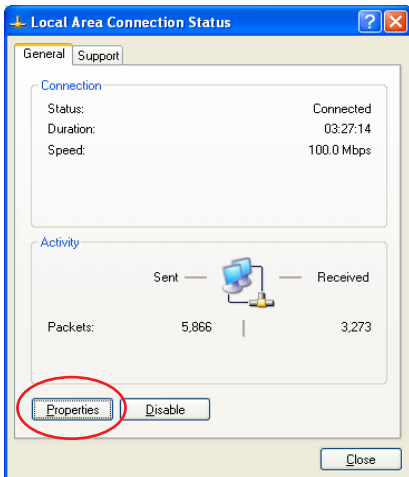 Local Area Connection Status
General Support
Connection
Status: Connected
Duration: 03:27:14
Speed: 100.0 Mbps
Activity
Sent Received
Packets: 5,866 3,273
Properties Disable
Close